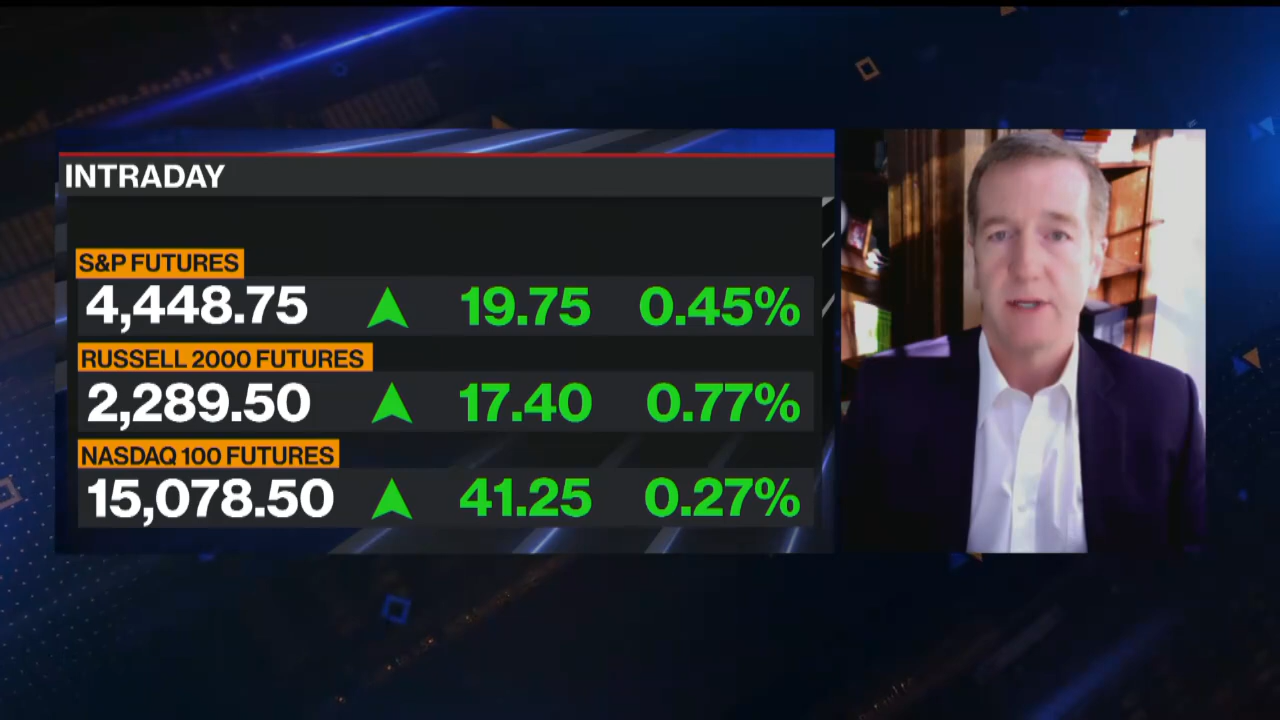 INTRADAY
S&P FUTURES
4,448.75 ▲ 19.75 0.45%
RUSSELL 2000 FUTURES
2,289.50 ▲ 17.40 0.77%
NASDAQ 100 FUTURES
15,078.50 ▲ 41.25 0.27%